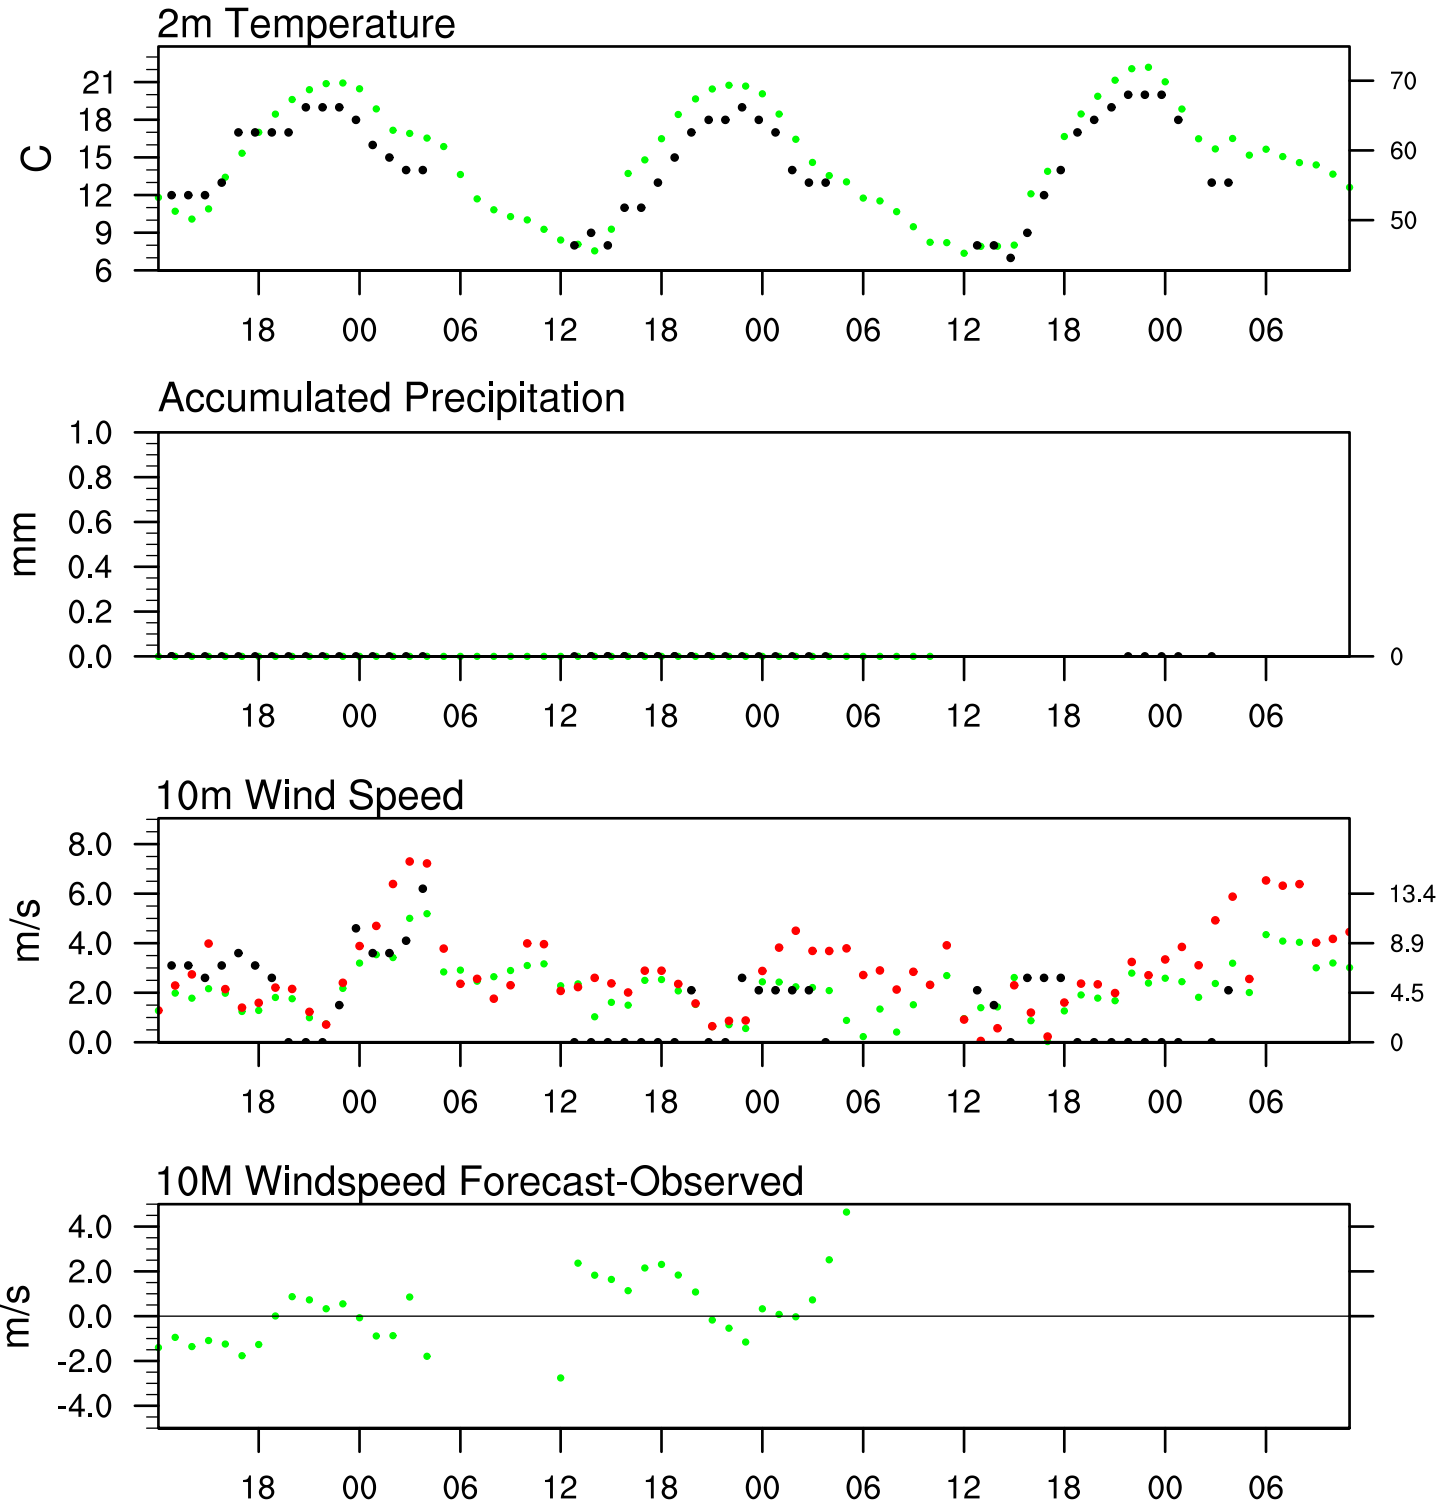 2m Temperature
21
18
15
12
9
6
C
70
60
50
18 00 06 12 18 00 06 12 18 00 06
Accumulated Precipitation
1.0
0.8
0.6
0.4
0.2
0.0
mm
0
18 00 06 12 18 00 06 12 18 00 06
10m Wind Speed
8.0
6.0
4.0
2.0
0.0
m/s
13.4
8.9
4.5
0
18 00 06 12 18 00 06 12 18 00 06
10M Windspeed Forecast-Observed
4.0
2.0
0.0
-2.0
-4.0
m/s
18 00 06 12 18 00 06 12 18 00 06